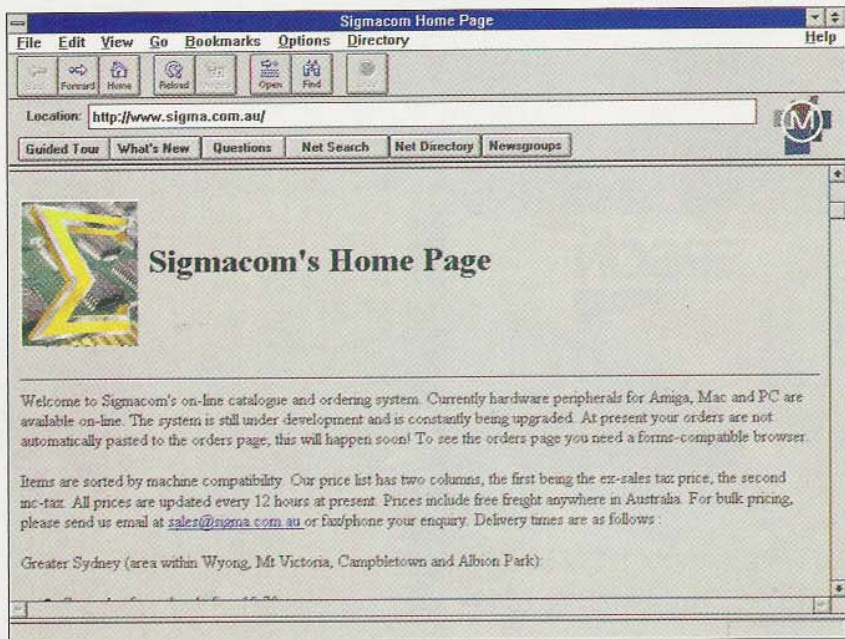 Sigmacom Home Page
File Edit View Go Bookmarks Options Directory Help
Forward Home Reload Open Find
Location: http://www.sigma.com.au/
M
Guided Tour What's New Questions Net Search Net Directory Newsgroups
Sigmacom's Home Page
Welcome to Sigmacom's on-line catalogue and ordering system. Currently hardware peripherals for Amiga, Mac and PC are
available on-line. The system is still under development and is constantly being upgraded. At present your orders are not
automatically pasted to the orders page, this will happen soon! To see the orders page you need a forms-compatible browser.
Items are sorted by machine compatibility. Our price list has two columns, the first being the ex-sales tax price, the second
inc-tax. All prices are updated every 12 hours at present. Prices include free freight anywhere in Australia. For bulk pricing,
please send us email at sales@sigma.com.au or fax/phone your enquiry. Delivery times are as follows :
Greater Sydney (area within Wyong, Mt Victoria, Campbletown and Albion Park):